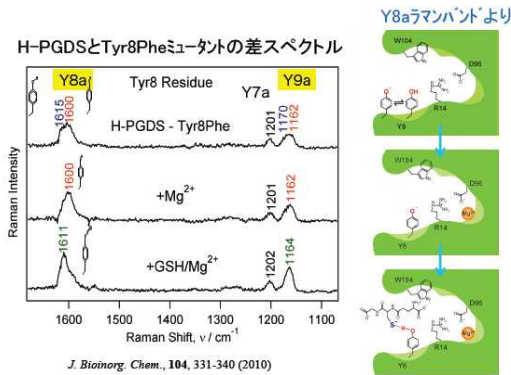 Y8aラマンバンドより
H-PGDSとTyr8Pheミュータントの差スペクトル
Y8a
Tyr8 Residue
Y7a
Y9a
1615
1600
H-PGDS - Tyr8Phe
1201
1170
1162
1600
+Mg2+
1201
1162
1611
+GSH/Mg2+
1202
1164
Raman Intensity
1600
1500
1400
1300
1200
1100
Raman Shift, ν / cm-1
J. Bioinorg. Chem., 104, 331-340 (2010)
W104
D96
OH
R14
Y8
W104
D96
Mg2+
R14
Y8
W104
D96
Mg2+
S-
H-O
R14
Y8